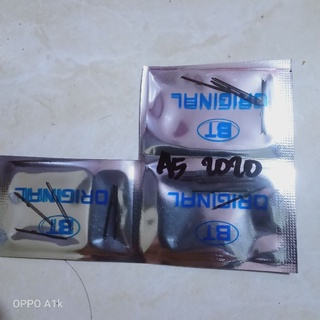 ORIGINAL
BT
A5 2020
ORIGINAL
BT
ORIGINAL
BT
OPPO A1k